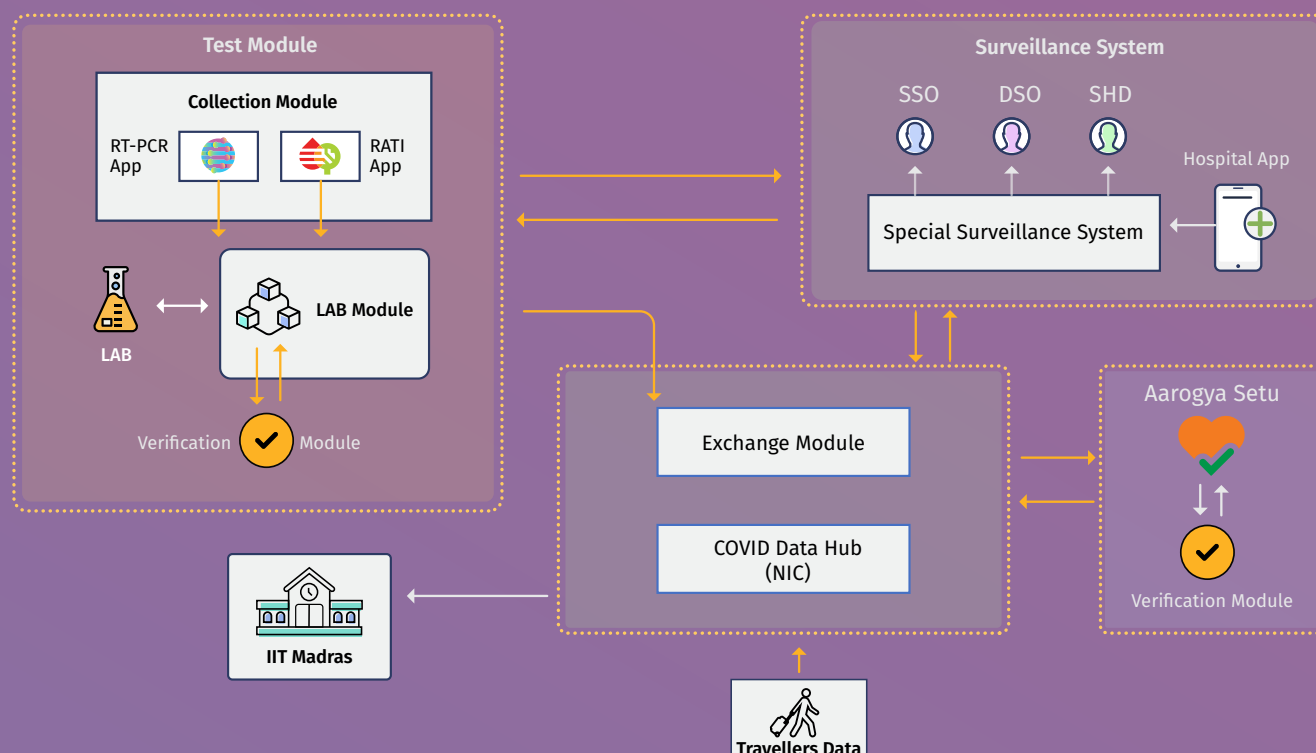 Test Module
Collection Module
RT-PCR
App
RATI
App
LAB Module
LAB
Verification
Module
Surveillance System
SSO
DSO
SHD
Hospital App
Special Surveillance System
Exchange Module
COVID Data Hub
(NIC)
Aarogya Setu
Verification Module
IIT Madras
Travellers Data